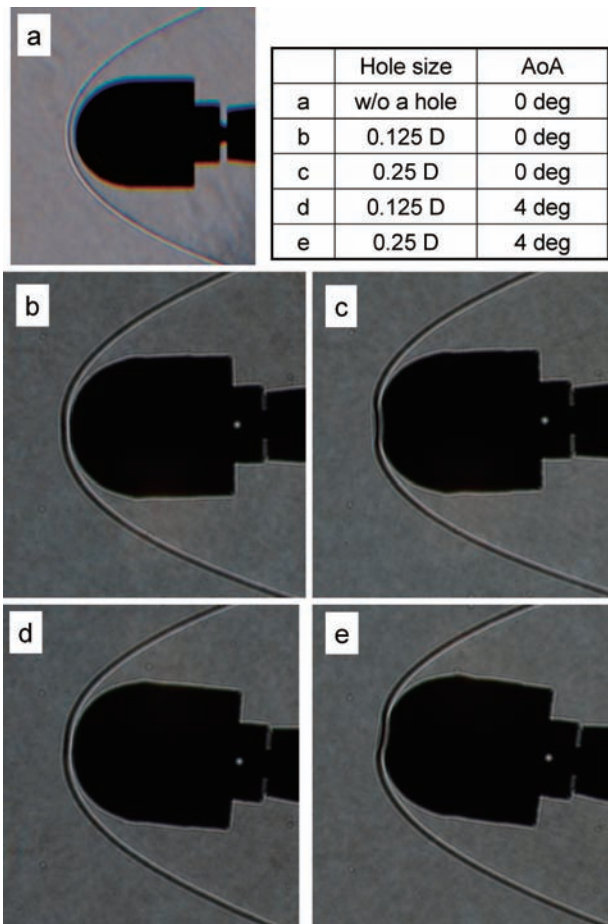 a
Hole size AoA
a w/o a hole 0 deg
b 0.125 D 0 deg
c 0.25 D 0 deg
d 0.125 D 4 deg
e 0.25 D 4 deg
b c
d e